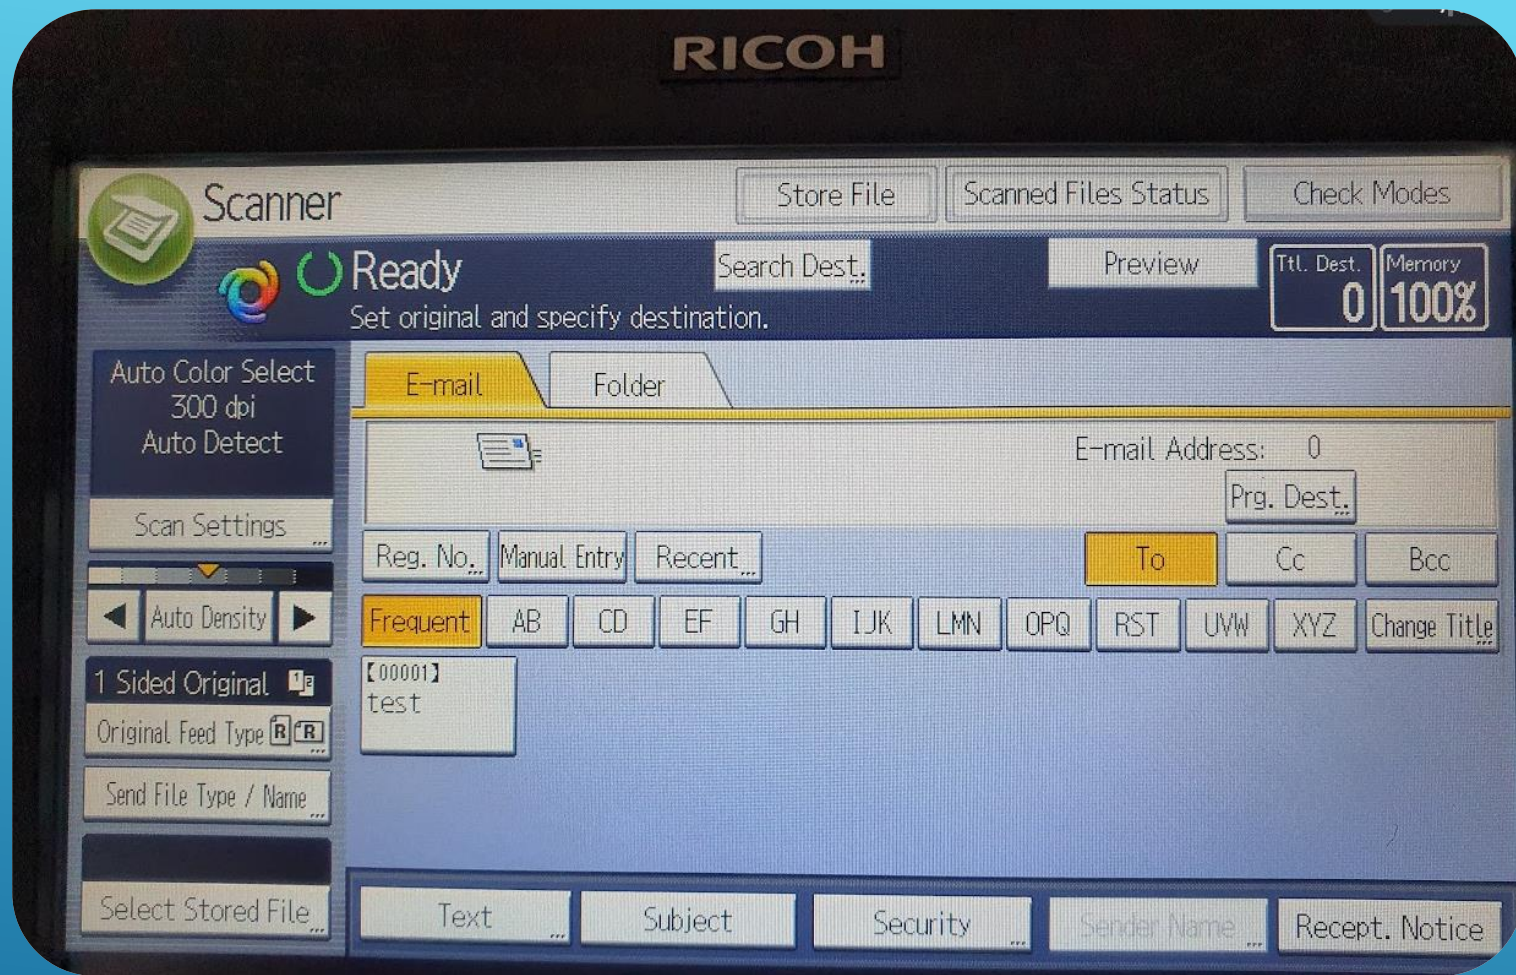 RICOH
Scanner
Store File
Scanned Files Status
Check Modes
Ready
Search Dest.
Preview
Ttl. Dest.
0
Memory
100%
Set original and specify destination.
Auto Color Select
300 dpi
Auto Detect
Scan Settings
Auto Density
1 Sided Original
Original Feed Type
Send File Type / Name
Select Stored File
E-mail
Folder
E-mail Address: 0
Prg. Dest.
Reg. No.
Manual Entry
Recent
To
Cc
Bcc
Frequent
AB
CD
EF
GH
IJK
LMN
OPQ
RST
UVW
XYZ
Change Title
【00001】
test
Text
Subject
Security
Sender Name
Recept. Notice